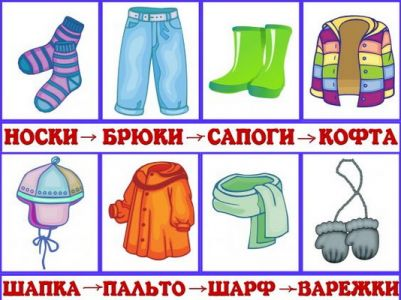 НОСКИ → БРЮКИ → САПОГИ → КОФТА
ШАПКА → ПАЛЬТО → ШАРФ → ВАРЕЖКИ